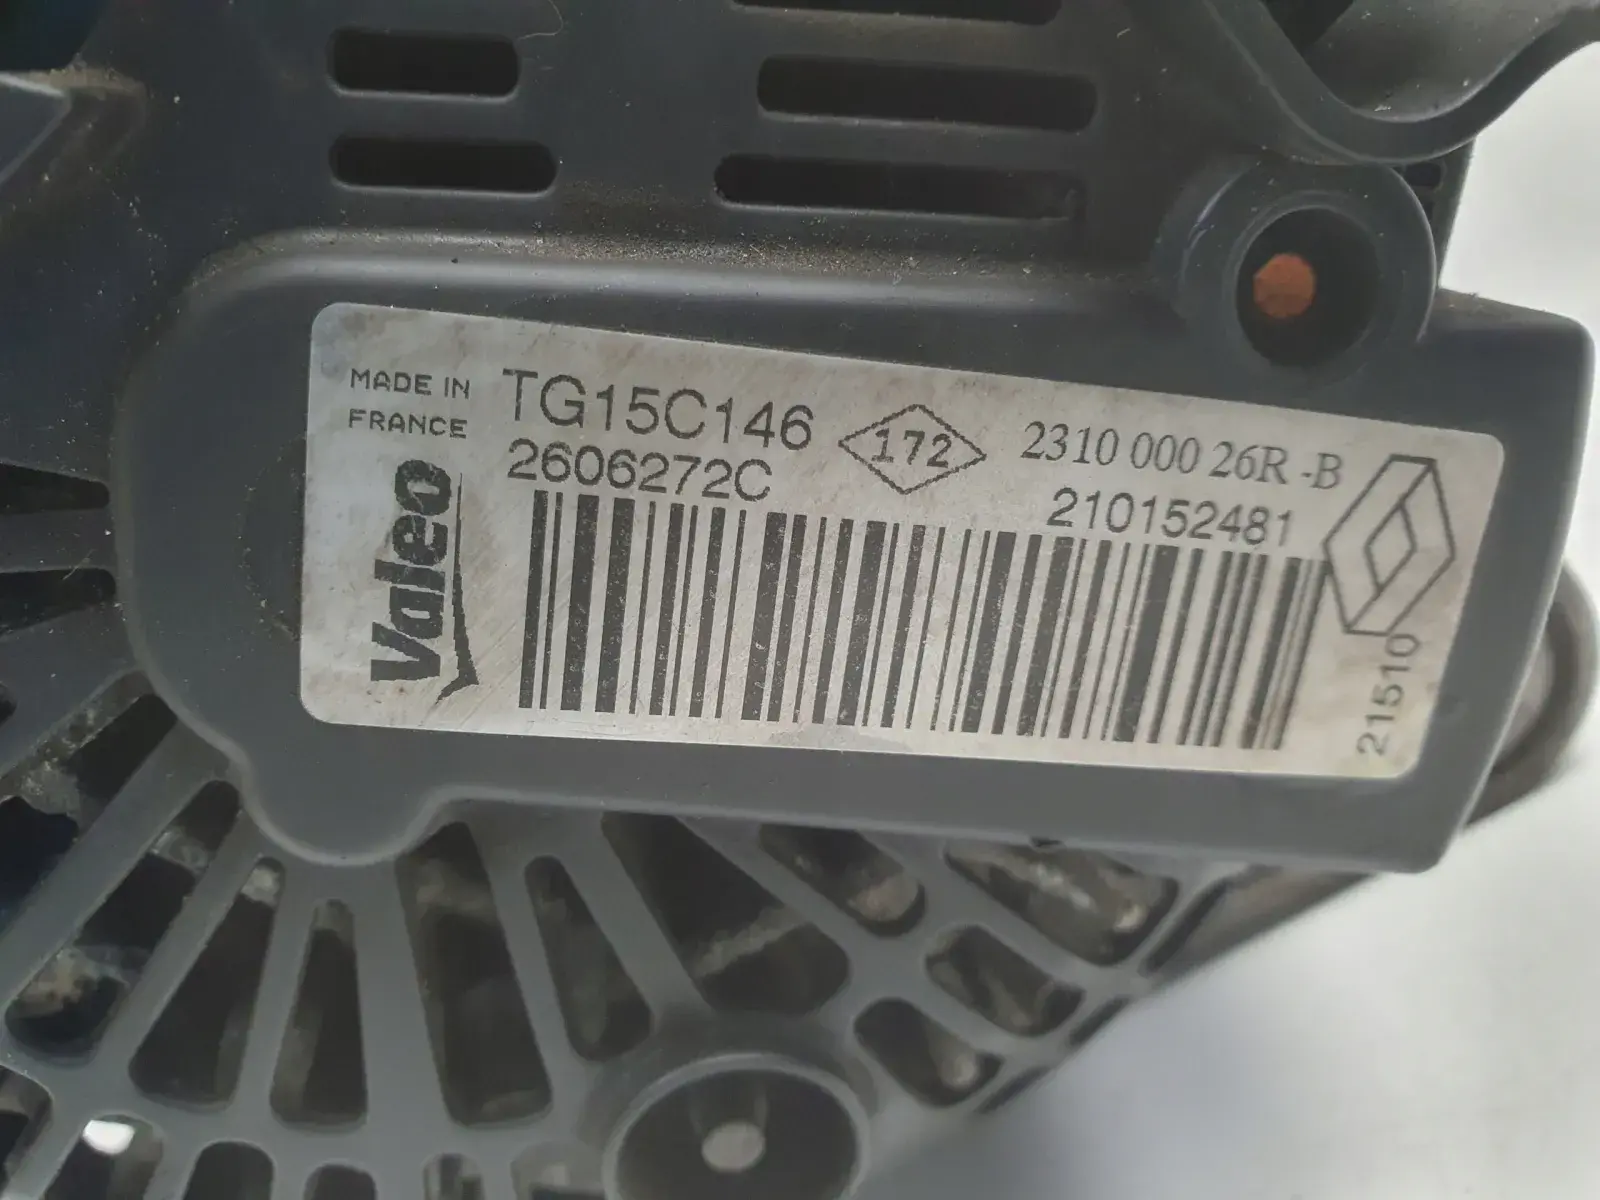 MADE IN
FRANCE
Valeo
TG15C146
2606272C
172
2310 000 26R -B
210152481
21510